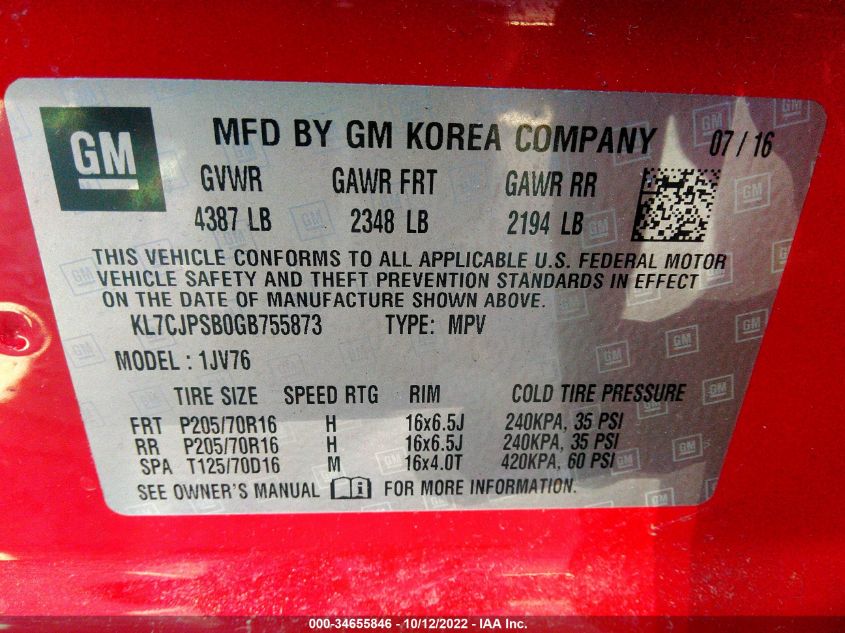 GM
MFD BY GM KOREA COMPANY 07/16
GVWR GAWR FRT GAWR RR
4387 LB 2348 LB 2194 LB
THIS VEHICLE CONFORMS TO ALL APPLICABLE U.S. FEDERAL MOTOR
VEHICLE SAFETY AND THEFT PREVENTION STANDARDS IN EFFECT
ON THE DATE OF MANUFACTURE SHOWN ABOVE.
KL7CJPSB0GB755873 TYPE: MPV
MODEL : 1JV76
TIRE SIZE SPEED RTG RIM COLD TIRE PRESSURE
FRT P205/70R16 H 16x6.5J 240KPA, 35 PSI
RR P205/70R16 H 16x6.5J 240KPA, 35 PSI
SPA T125/70D16 M 16x4.0T 420KPA, 60 PSI
SEE OWNER'S MANUAL i FOR MORE INFORMATION.
000-34655846 - 10/12/2022 - IAA Inc.